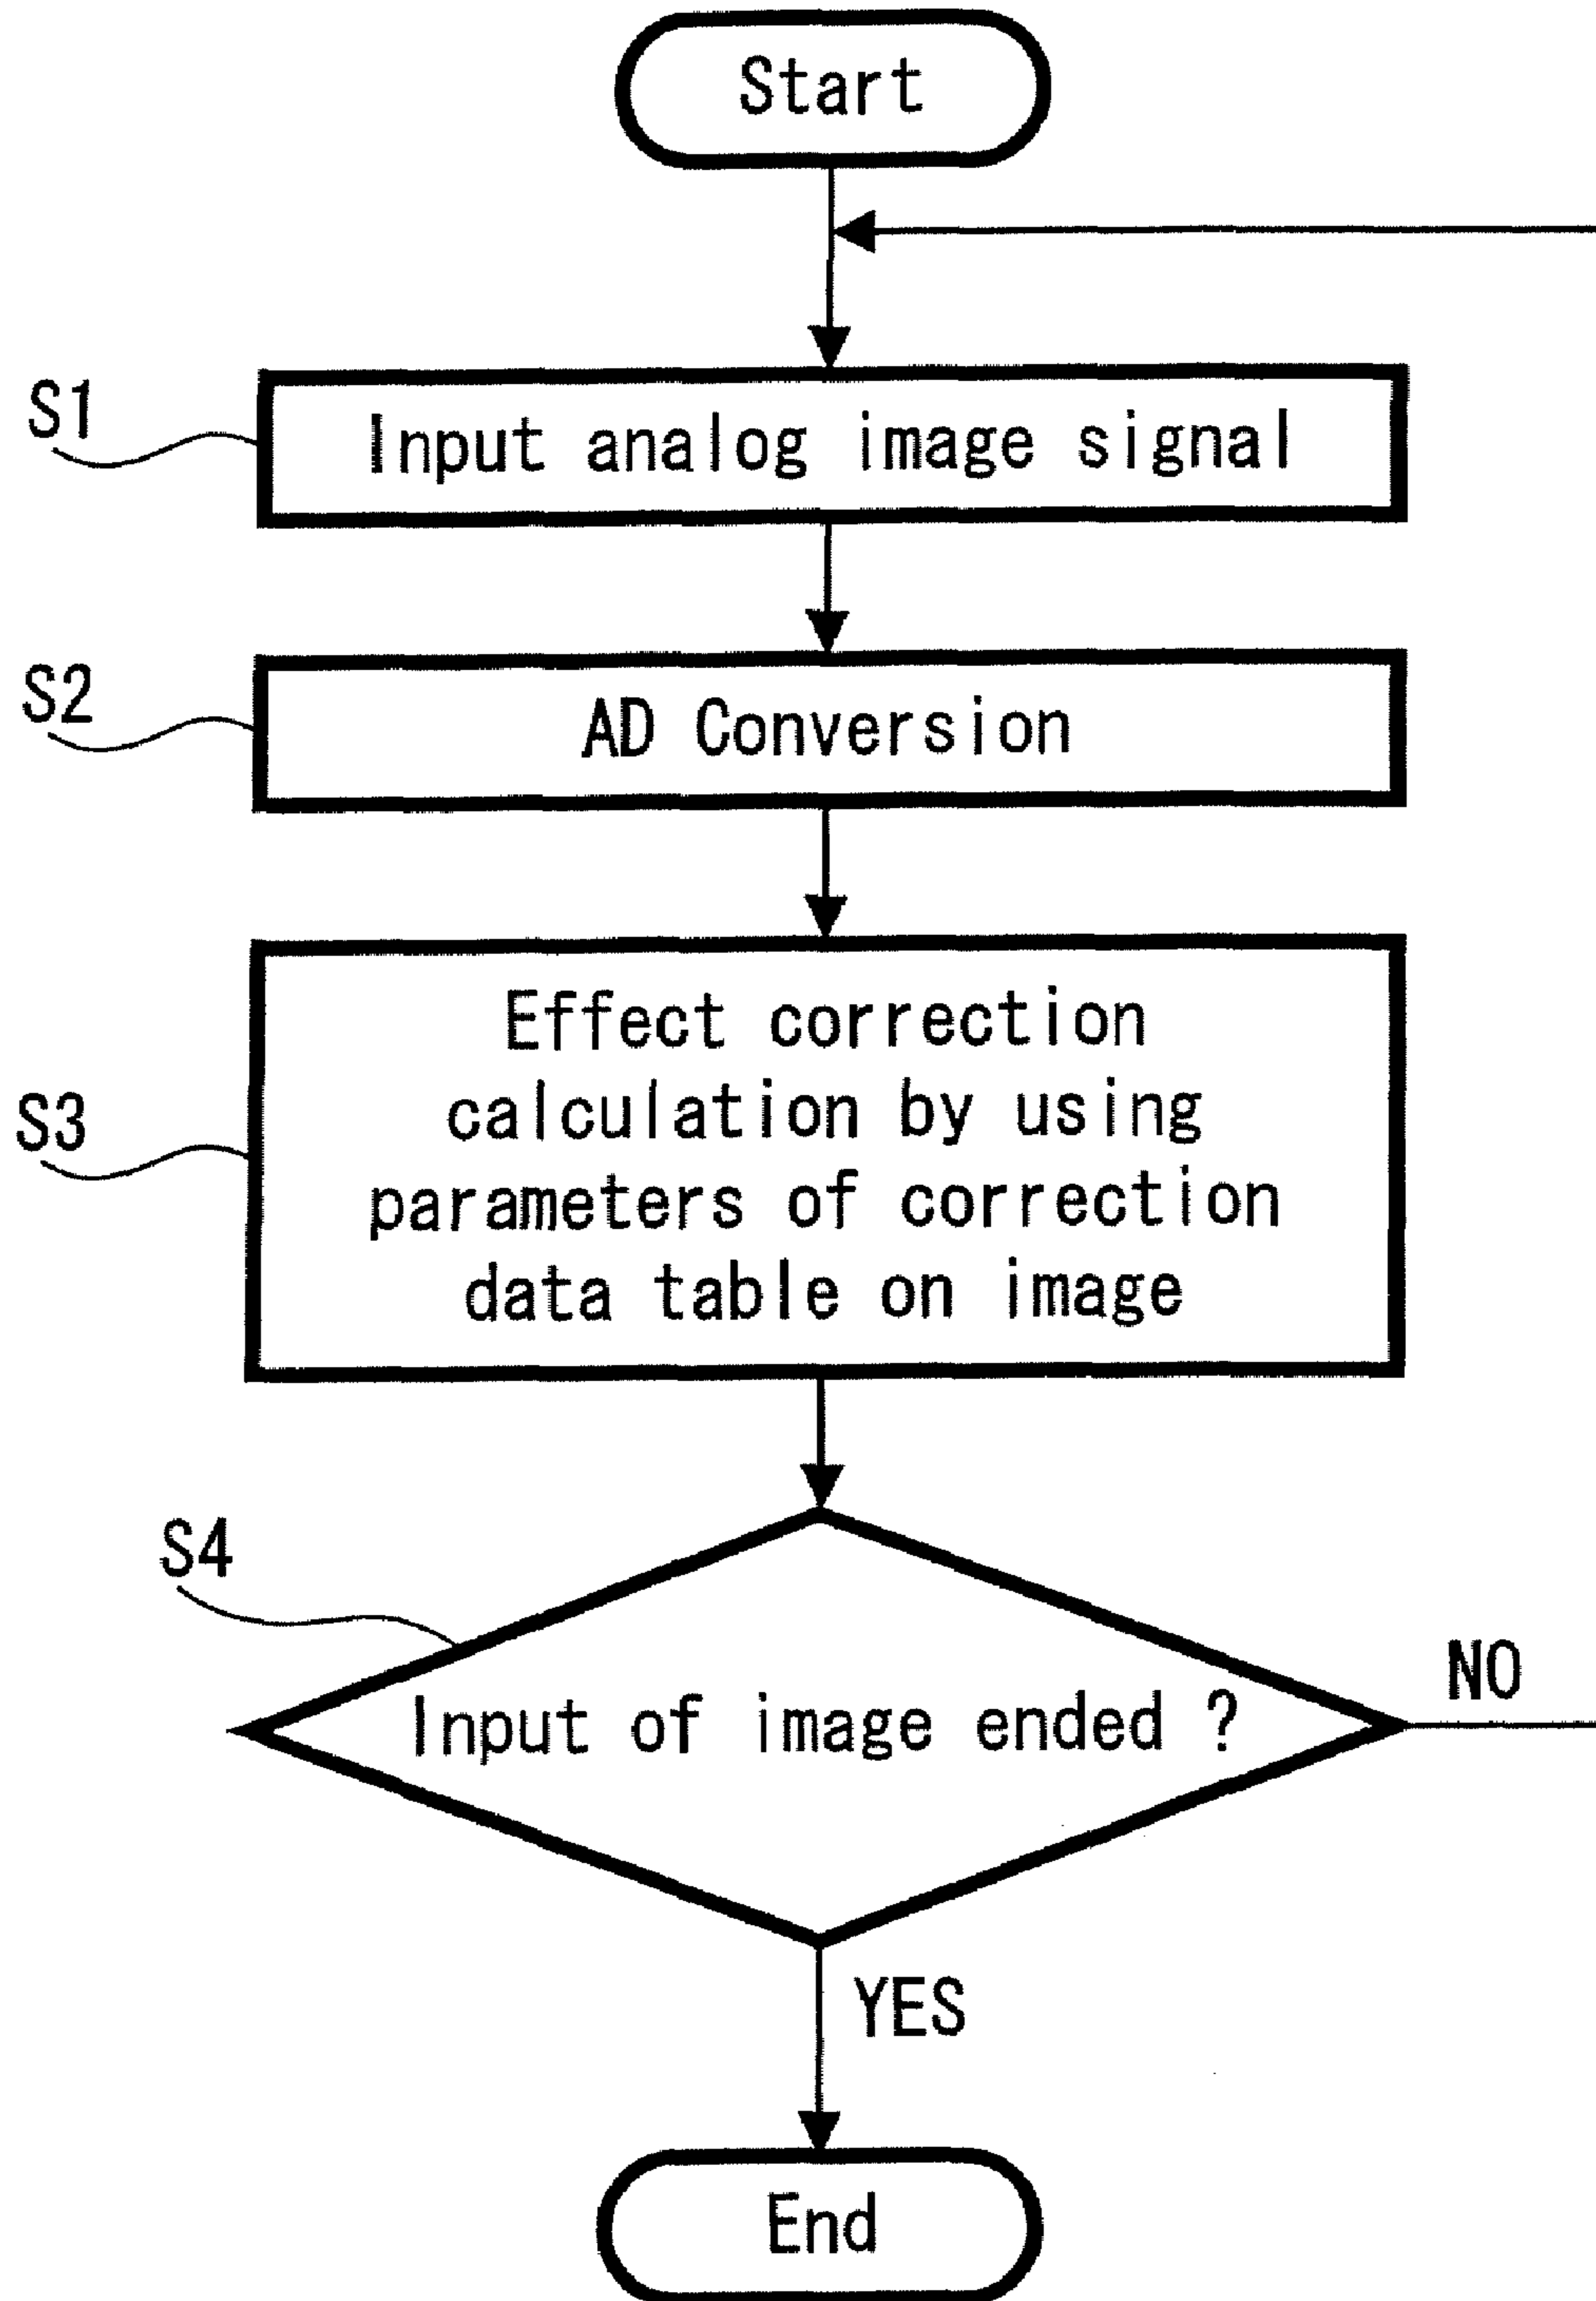 Start
S1
Input analog image signal
S2
AD Conversion
S3
Effect correction
calculation by using
parameters of correction
data table on image
S4
Input of image ended ?
NO
YES
End